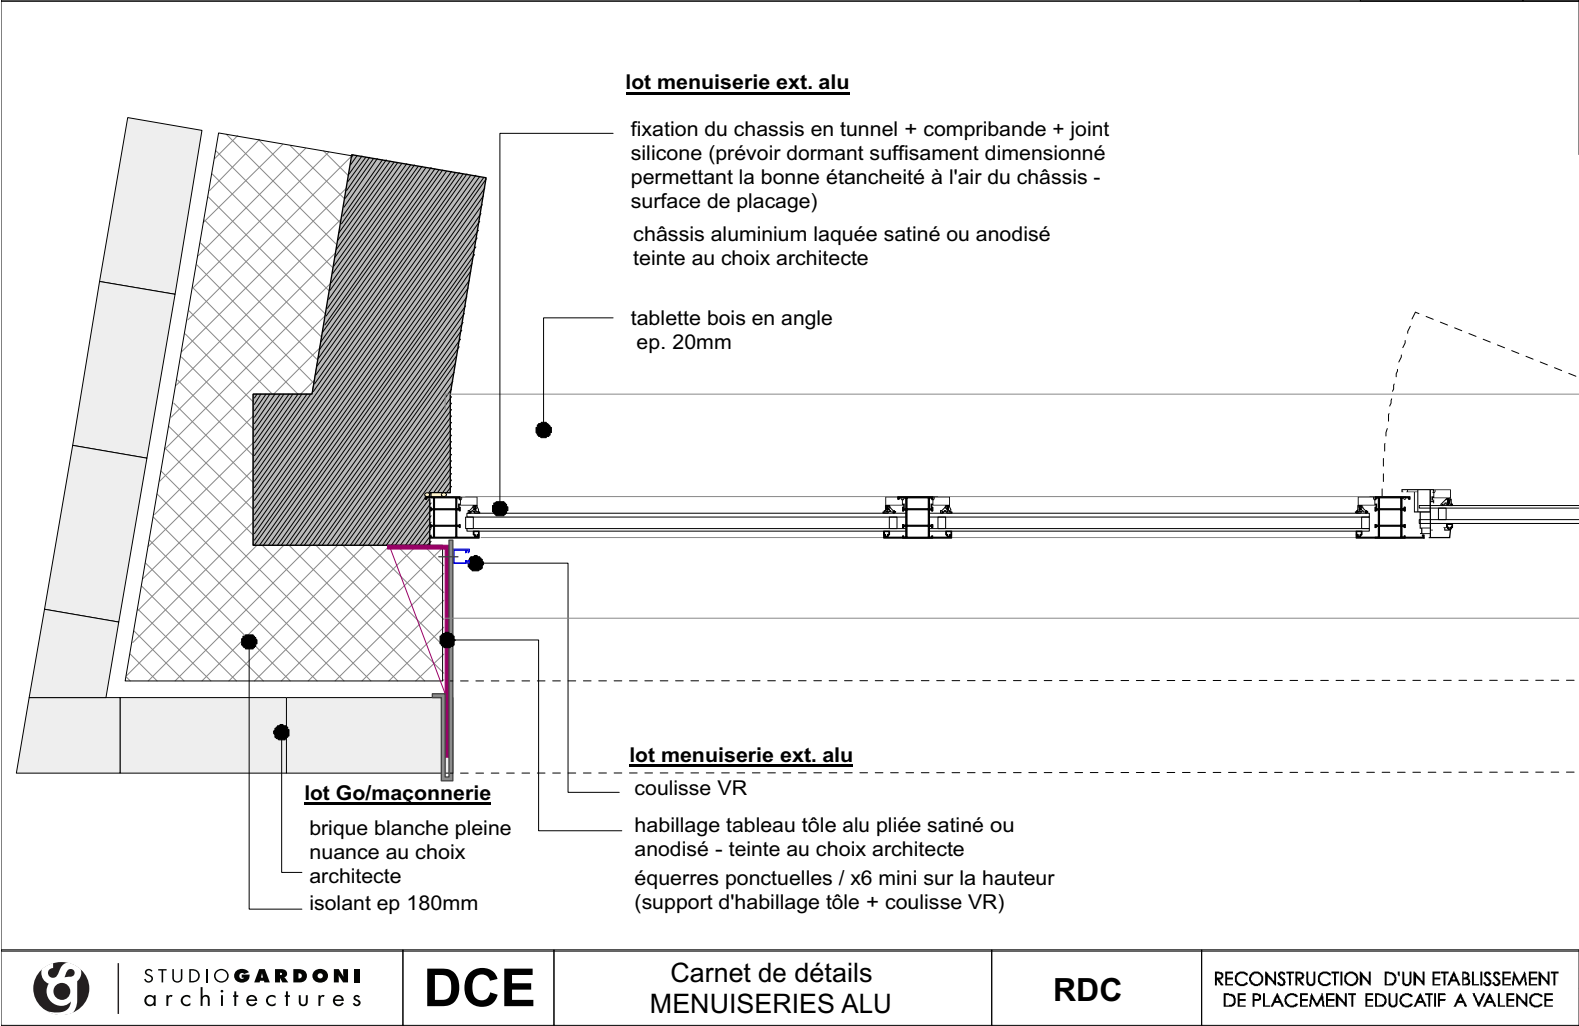 lot menuiserie ext. alu
fixation du chassis en tunnel + compribande + joint
silicone (prévoir dormant suffisament dimensionné
permettant la bonne étancheité à l'air du châssis -
surface de placage)
châssis aluminium laquée satiné ou anodisé
teinte au choix architecte
tablette bois en angle
ep. 20mm
lot menuiserie ext. alu
coulisse VR
habillage tableau tôle alu pliée satiné ou
anodisé - teinte au choix architecte
équerres ponctuelles / x6 mini sur la hauteur
(support d'habillage tôle + coulisse VR)
lot Go/maçonnerie
brique blanche pleine
nuance au choix
architecte
isolant ep 180mm
STUDIOGARDONI
architectures
DCE
Carnet de détails
MENUISERIES ALU
RDC
RECONSTRUCTION D'UN ETABLISSEMENT
DE PLACEMENT EDUCATIF A VALENCE